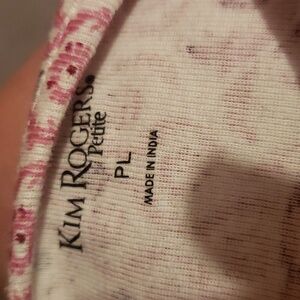 KIM ROGERS®
Petite
PL
MADE IN INDIA